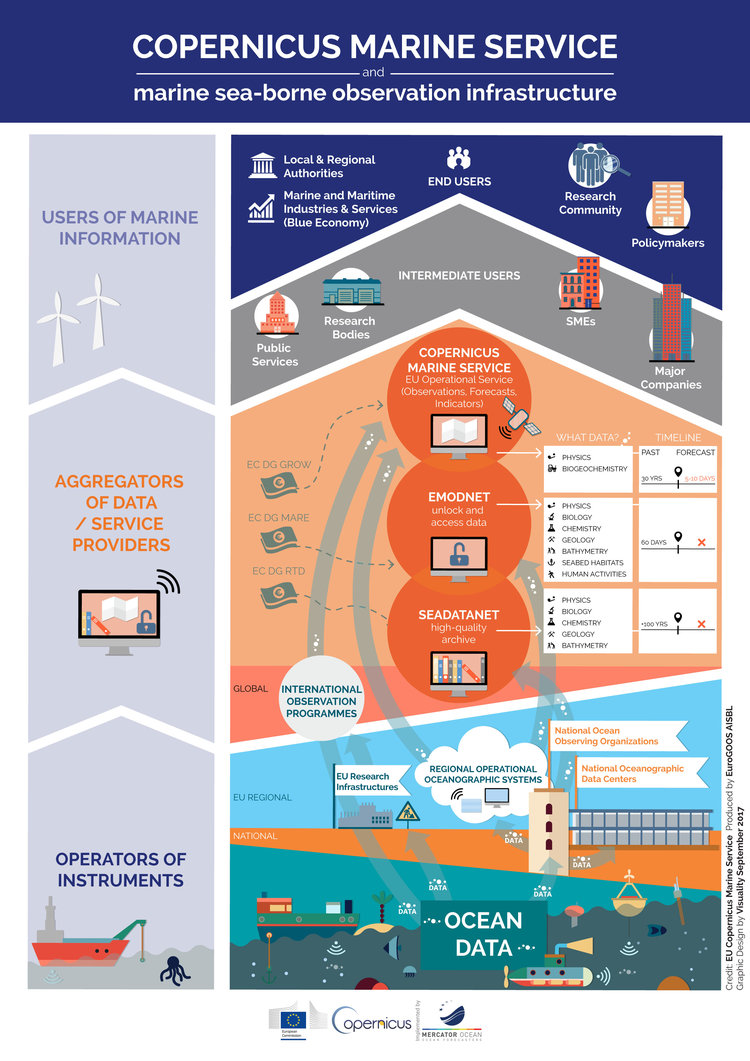 COPERNICUS MARINE SERVICE
and
marine sea-borne observation infrastructure
USERS OF MARINE
INFORMATION
Local & Regional
Authorities
Marine and Maritime
Industries & Services
(Blue Economy)
END USERS
Research
Community
Policymakers
INTERMEDIATE USERS
Public
Services
Research
Bodies
SMEs
Major
Companies
AGGREGATORS
OF DATA
/ SERVICE
PROVIDERS
COPERNICUS
MARINE SERVICE
EU Operational Service
(Observations, Forecasts,
Indicators)
EC DG GROW
EC DG MARE
EC DG RTD
EMODNET
unlock and
access data
SEADATANET
high-quality
archive
WHAT DATA?
TIMELINE
PHYSICS
BIOGEOCHEMISTRY
PAST
FORECAST
30 YRS
5-10 DAYS
PHYSICS
BIOLOGY
CHEMISTRY
GEOLOGY
BATHYMETRY
SEABED HABITATS
HUMAN ACTIVITIES
60 DAYS
PHYSICS
BIOLOGY
CHEMISTRY
GEOLOGY
BATHYMETRY
+100 YRS
GLOBAL
INTERNATIONAL
OBSERVATION
PROGRAMMES
National Ocean
Observing Organizations
National Oceanographic
Data Centers
REGIONAL OPERATIONAL
OCEANOGRAPHIC SYSTEMS
EU Research
Infrastructures
EU REGIONAL
NATIONAL
OPERATORS OF
INSTRUMENTS
DATA
DATA
DATA
DATA
DATA
OCEAN
DATA
Credit: EU Copernicus Marine Service Produced by EuroGOOS AISBL
Graphic Design by Visuality September 2017
European
Commission
Copernicus
Implemented by
MERCATOR OCEAN
OCEAN FORECASTERS